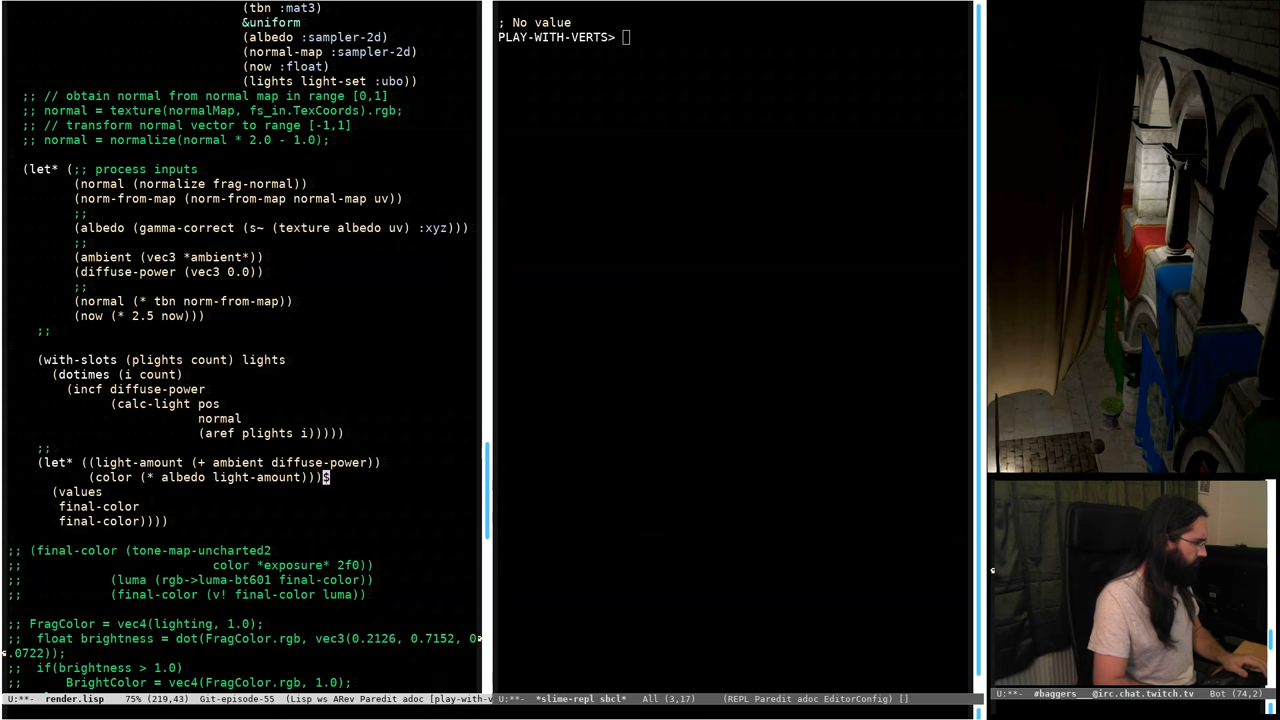 (tbn :mat3)
&uniform
(albedo :sampler-2d)
(normal-map :sampler-2d)
(now :float)
(lights light-set :ubo))
;; // obtain normal from normal map in range [0,1]
;; normal = texture(normalMap, fs_in.TexCoords).rgb;
;; // transform normal vector to range [-1,1]
;; normal = normalize(normal * 2.0 - 1.0);
(let* (;; process inputs
(normal (normalize frag-normal))
(norm-from-map (norm-from-map normal-map uv))
;;
(albedo (gamma-correct (s~ (texture albedo uv) :xyz)))
;;
(ambient (vec3 *ambient*))
(diffuse-power (vec3 0.0))
;;
(normal (* tbn norm-from-map))
(now (* 2.5 now)))
;;
(with-slots (plights count) lights
(dotimes (i count)
(incf diffuse-power
(calc-light pos
normal
(aref plights i)))))
;;
(let* ((light-amount (+ ambient diffuse-power))
(color (* albedo light-amount)))$
(values
final-color
final-color))))
;; (final-color (tone-map-uncharted2
;; color *exposure* 2f0))
;; (luma (rgb->luma-bt601 final-color))
;; (final-color (v! final-color luma))
;; FragColor = vec4(lighting, 1.0);
;; float brightness = dot(FragColor.rgb, vec3(0.2126, 0.7152, 0
.0722));
;; if(brightness > 1.0)
;; BrightColor = vec4(FragColor.rgb, 1.0);
U:**- render.lisp 75% (219,43) Git-episode-55 (Lisp ws ARev Paredit adoc [play-with-v
; No value
PLAY-WITH-VERTS>
U:**- *slime-repl sbcl* All (3,17) (REPL Paredit adoc EditorConfig) []
U:**- #baggers___@irc.chat.twitch.tv Bot (74,2)